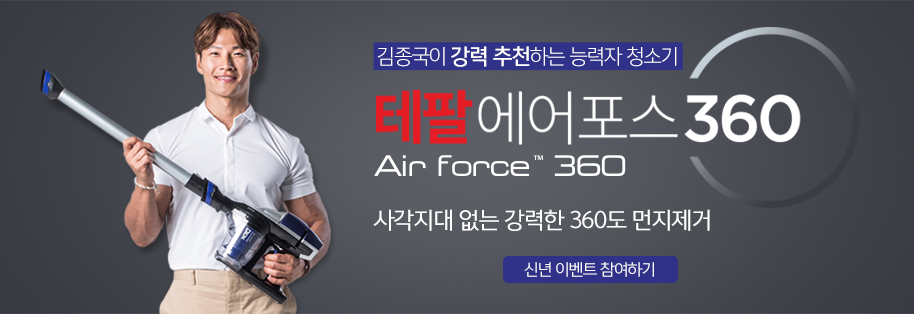 김종국이 강력 추천하는 능력자 청소기
테팔 에어포스 360
Air force™ 360
사각지대 없는 강력한 360도 먼지제거
신년 이벤트 참여하기
360